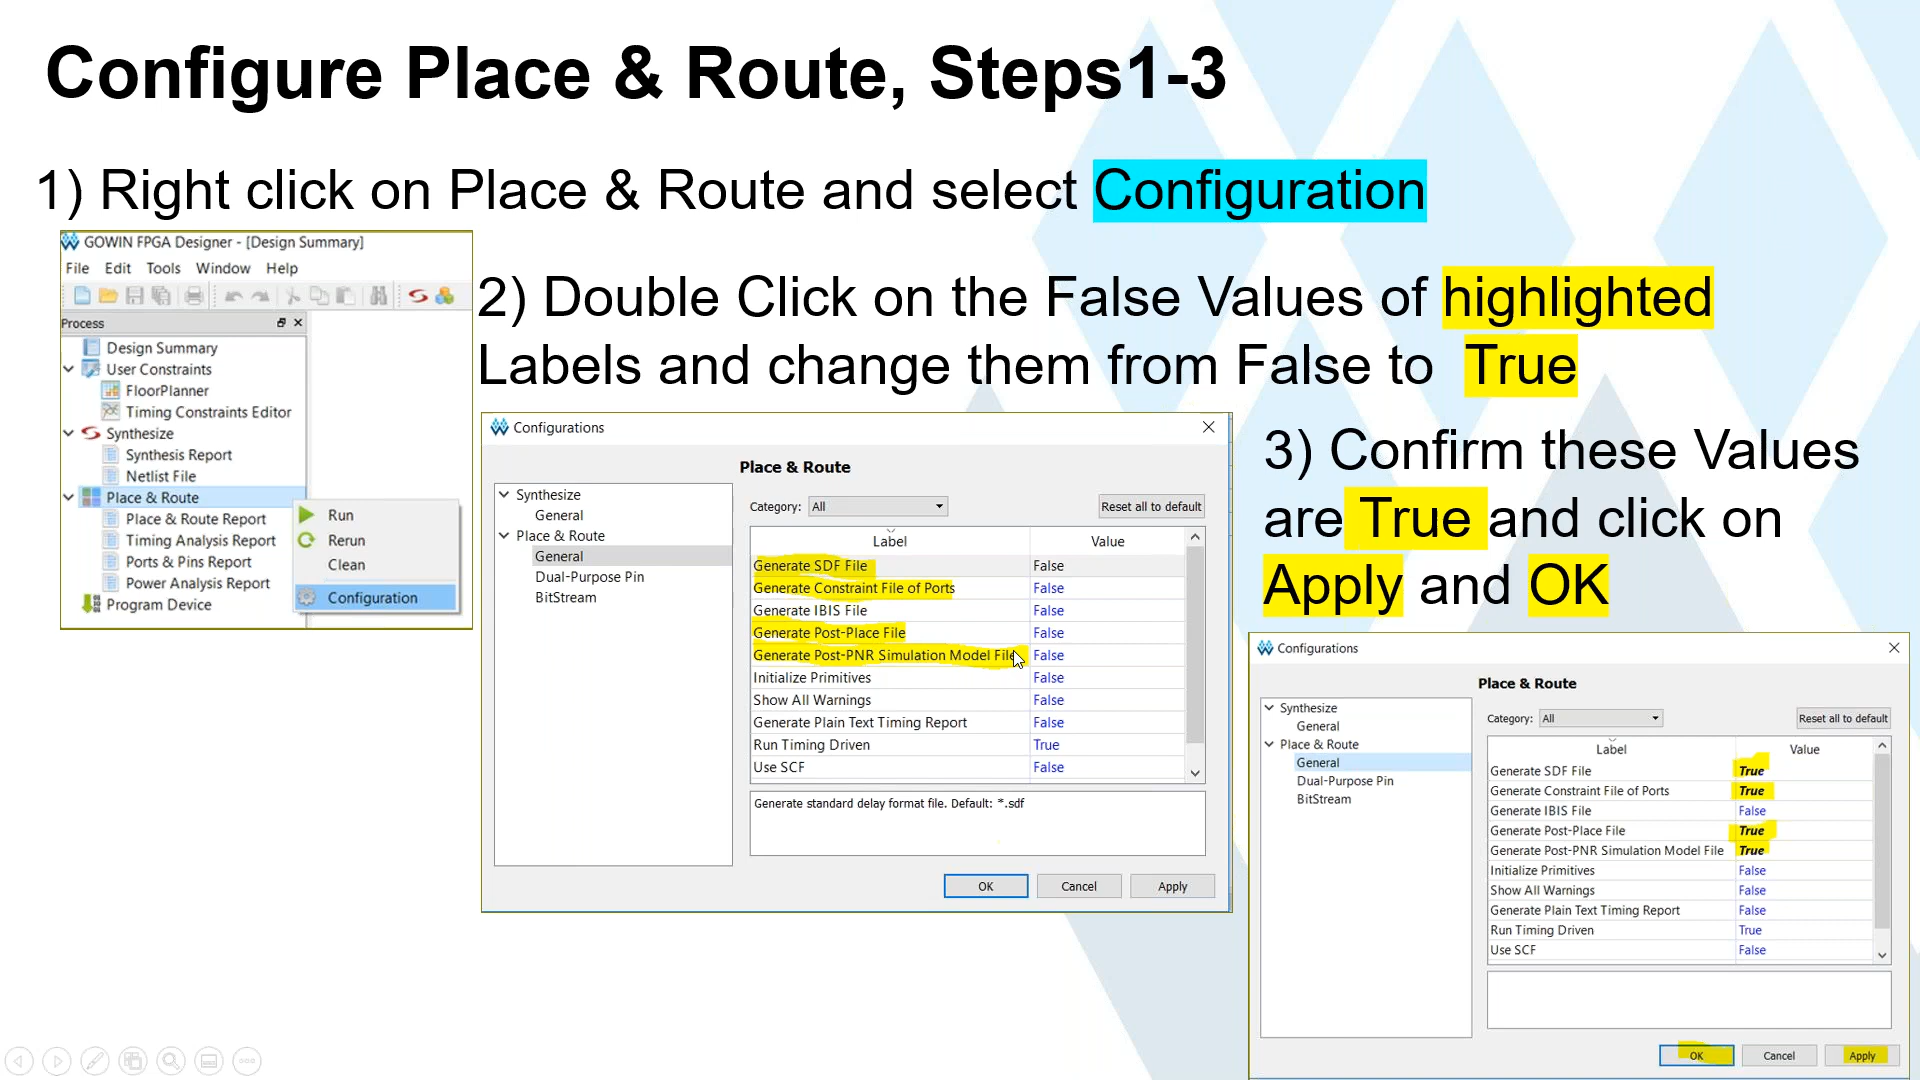 Configure Place & Route, Steps1-3
1) Right click on Place & Route and select Configuration
GOWIN FPGA Designer - [Design Summary]
File Edit Tools Window Help
Process
Design Summary
User Constraints
FloorPlanner
Timing Constraints Editor
Synthesize
Synthesis Report
Netlist File
Place & Route
Place & Route Report
Timing Analysis Report
Ports & Pins Report
Power Analysis Report
Program Device
Run
Rerun
Clean
Configuration
2) Double Click on the False Values of highlighted
Labels and change them from False to True
Configurations
Place & Route
Synthesize
General
Place & Route
General
Dual-Purpose Pin
BitStream
Category: All Reset all to default
Label Value
Generate SDF File False
Generate Constraint File of Ports False
Generate IBIS File False
Generate Post-Place File False
Generate Post-PNR Simulation Model File False
Initialize Primitives False
Show All Warnings False
Generate Plain Text Timing Report False
Run Timing Driven True
Use SCF False
Generate standard delay format file. Default: *.sdf
OK Cancel Apply
3) Confirm these Values
are True and click on
Apply and OK
Configurations
Place & Route
Synthesize
General
Place & Route
General
Dual-Purpose Pin
BitStream
Category: All Reset all to default
Label Value
Generate SDF File True
Generate Constraint File of Ports True
Generate IBIS File False
Generate Post-Place File True
Generate Post-PNR Simulation Model File True
Initialize Primitives False
Show All Warnings False
Generate Plain Text Timing Report False
Run Timing Driven True
Use SCF False
OK Cancel Apply